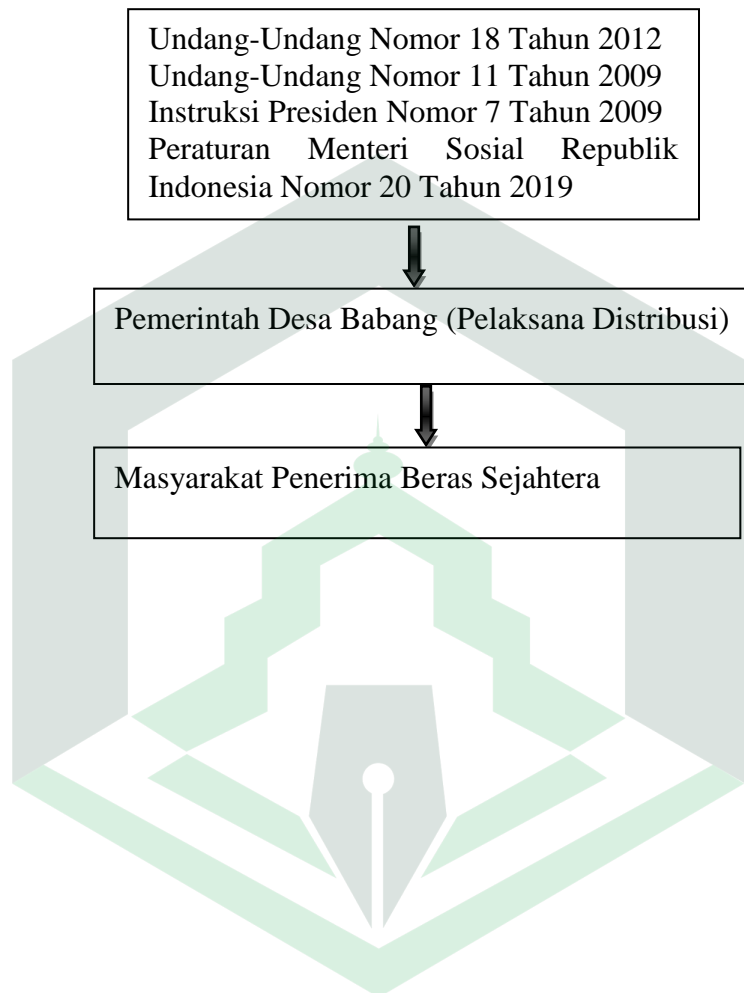 Undang-Undang Nomor 18 Tahun 2012
Undang-Undang Nomor 11 Tahun 2009
Instruksi Presiden Nomor 7 Tahun 2009
Peraturan Menteri Sosial Republik
Indonesia Nomor 20 Tahun 2019
Pemerintah Desa Babang (Pelaksana Distribusi)
Masyarakat Penerima Beras Sejahtera